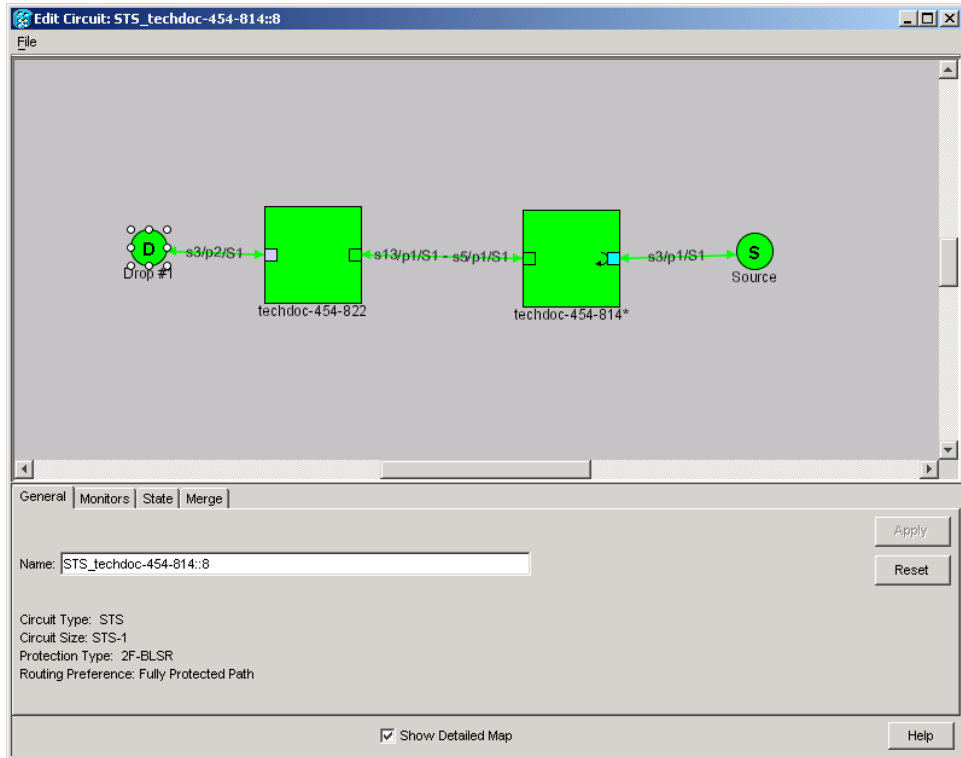 Edit Circuit: STS_techdoc-454-814::8
File
D
s3/p2/S1
s13/p1/S1 - s5/p1/S1
s3/p1/S1
S
Drop #1
Source
techdoc-454-822
techdoc-454-814*
General Monitors State Merge
Apply
Name: STS_techdoc-454-814::8
Reset
Circuit Type: STS
Circuit Size: STS-1
Protection Type: 2F-BLSR
Routing Preference: Fully Protected Path
Show Detailed Map
Help